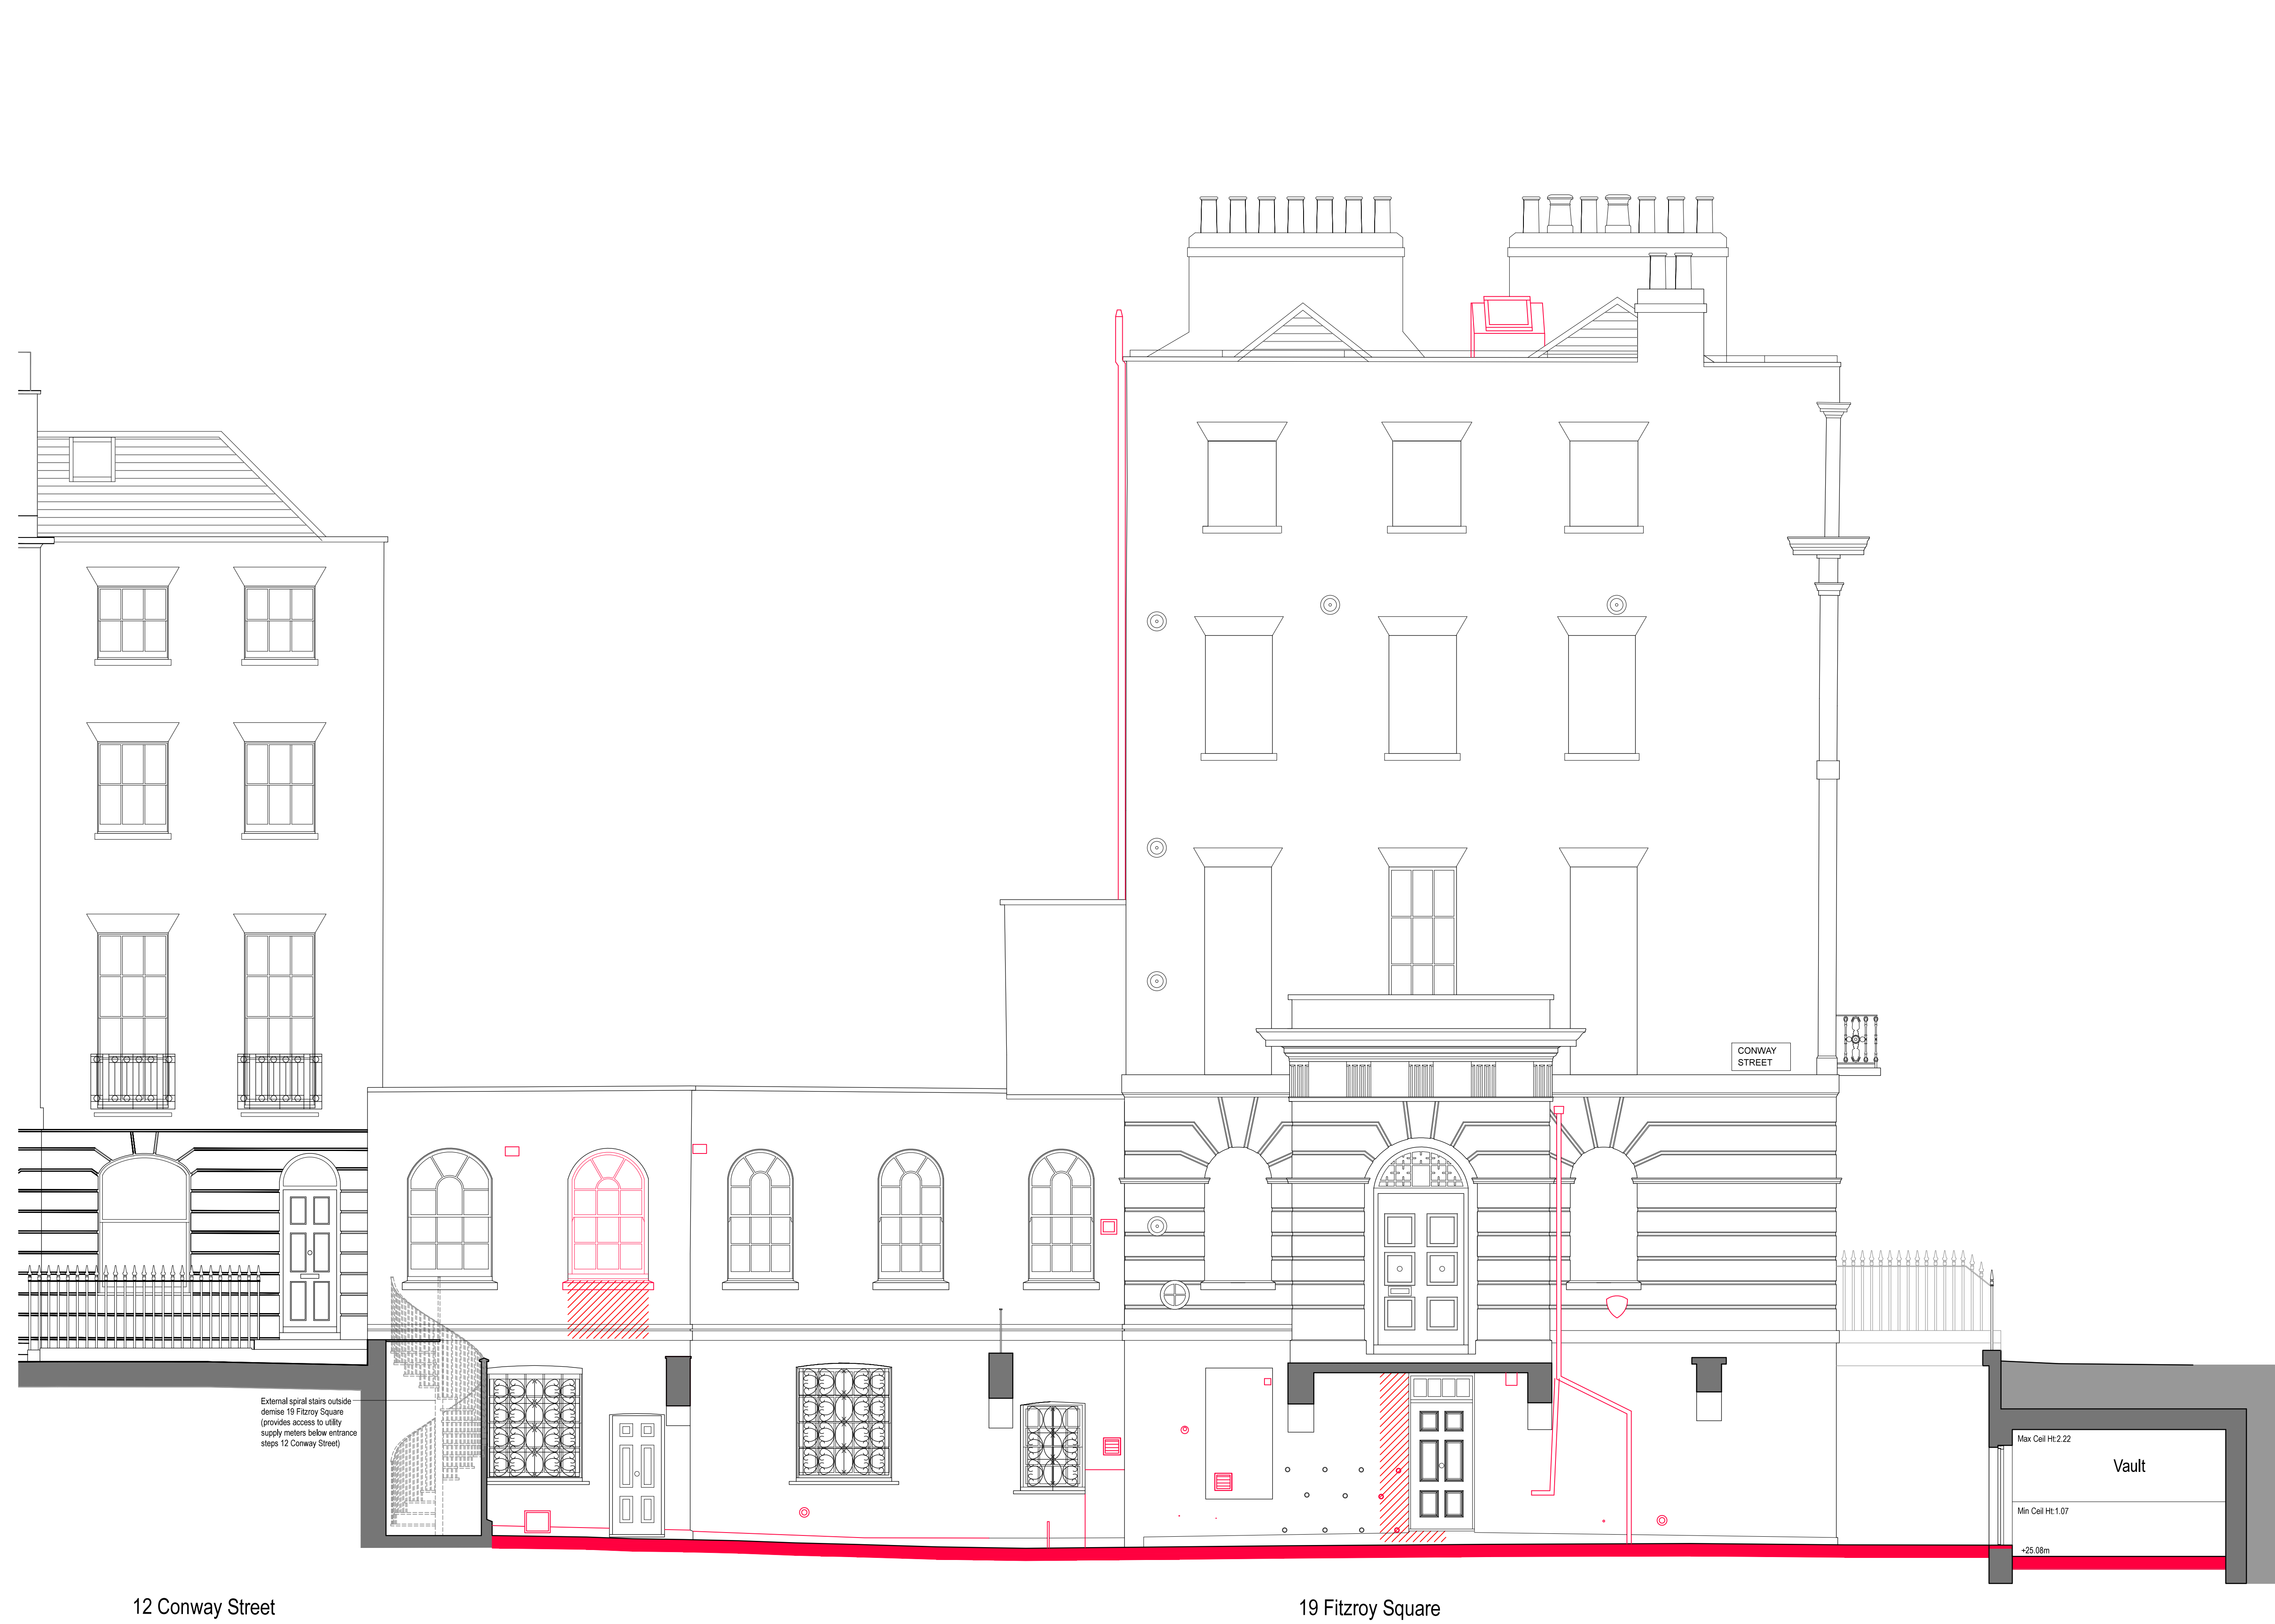 CONWAY
STREET
External spiral stairs outside
demise 19 Fitzroy Square
(provides access to utility
supply meters below entrance
steps 12 Conway Street)
Max Ceil Ht:2.22
Vault
Min Ceil Ht:1.07
+25.08m
12 Conway Street
19 Fitzroy Square